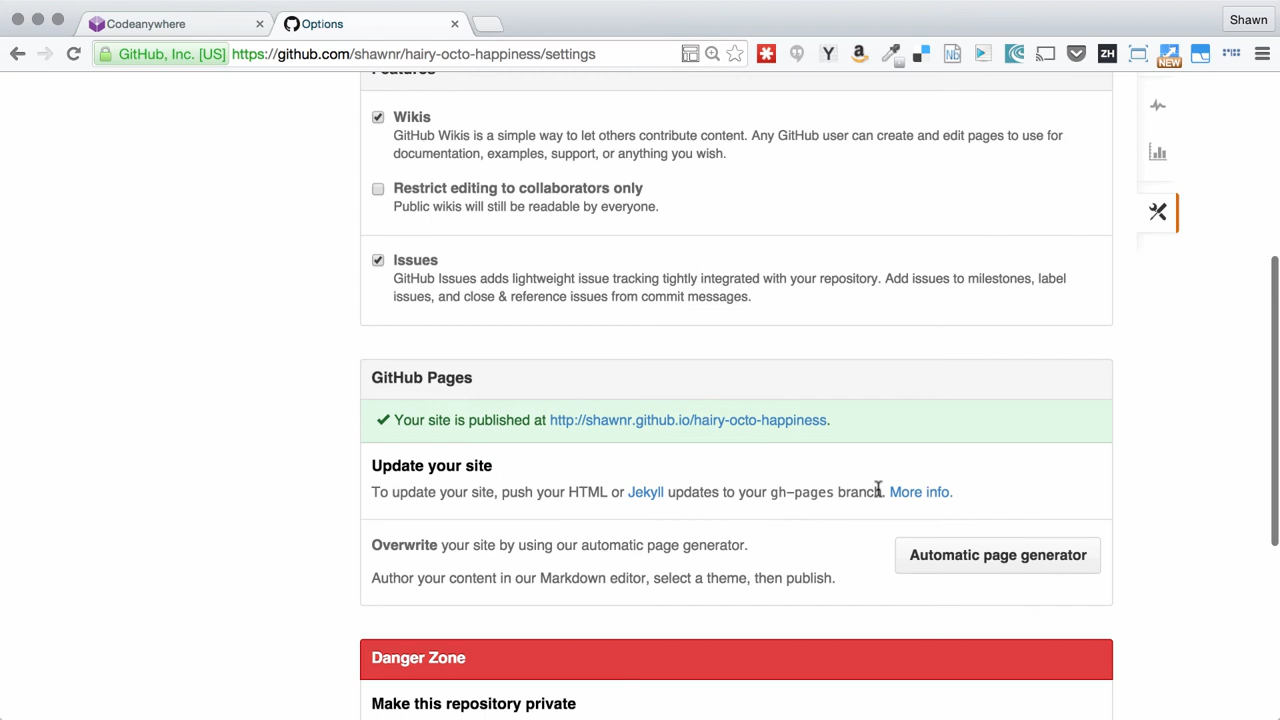 Codeanywhere
Options
Shawn
GitHub, Inc. [US] https://github.com/shawnr/hairy-octo-happiness/settings
Y
a
Nb
ZH
NEW
Features
Wikis
GitHub Wikis is a simple way to let others contribute content. Any GitHub user can create and edit pages to use for
documentation, examples, support, or anything you wish.
Restrict editing to collaborators only
Public wikis will still be readable by everyone.
Issues
GitHub Issues adds lightweight issue tracking tightly integrated with your repository. Add issues to milestones, label
issues, and close & reference issues from commit messages.
GitHub Pages
Your site is published at http://shawnr.github.io/hairy-octo-happiness.
Update your site
To update your site, push your HTML or Jekyll updates to your gh-pages branch. More info.
Overwrite your site by using our automatic page generator.
Automatic page generator
Author your content in our Markdown editor, select a theme, then publish.
Danger Zone
Make this repository private